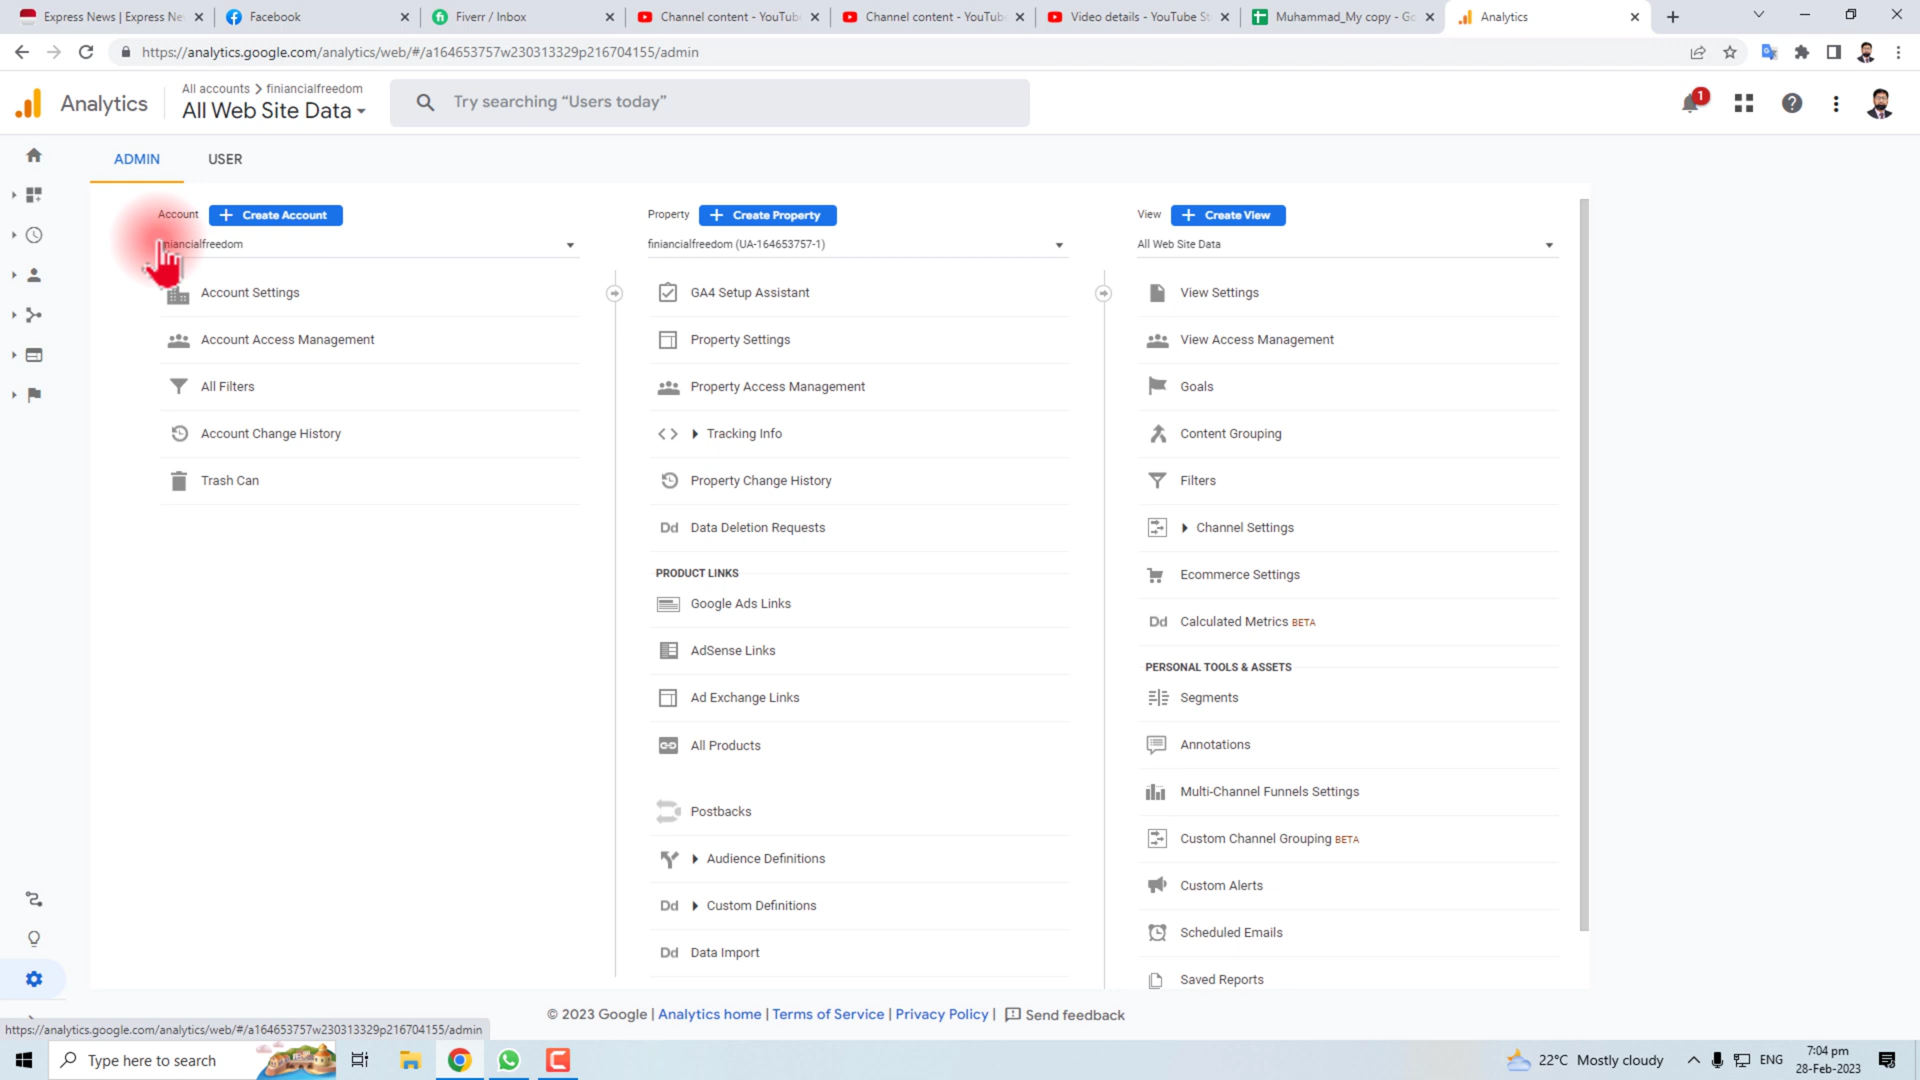 Express News | Express Ne
Facebook
Fiverr / Inbox
Channel content - YouTub
Channel content - YouTub
Video details - YouTube St
Muhammad_My copy - Go
Analytics
https://analytics.google.com/analytics/web/#/a164653757w230313329p216704155/admin
Analytics
All accounts > finiancialfreedom
All Web Site Data
Try searching “Users today”
1
ADMIN
USER
Account
Create Account
niancialfreedom
Account Settings
Account Access Management
All Filters
Account Change History
Trash Can
Property
Create Property
finiancialfreedom (UA-164653757-1)
GA4 Setup Assistant
Property Settings
Property Access Management
Tracking Info
Property Change History
Dd Data Deletion Requests
PRODUCT LINKS
Google Ads Links
AdSense Links
Ad Exchange Links
All Products
Postbacks
Audience Definitions
Dd Custom Definitions
Dd Data Import
View
Create View
All Web Site Data
View Settings
View Access Management
Goals
Content Grouping
Filters
Channel Settings
Ecommerce Settings
Dd Calculated Metrics BETA
PERSONAL TOOLS & ASSETS
Segments
Annotations
Multi-Channel Funnels Settings
Custom Channel Grouping BETA
Custom Alerts
Scheduled Emails
Saved Reports
© 2023 Google | Analytics home | Terms of Service | Privacy Policy | Send feedback
https://analytics.google.com/analytics/web/#/a164653757w230313329p216704155/admin
Type here to search
22°C Mostly cloudy
ENG
7:04 pm
28-Feb-2023